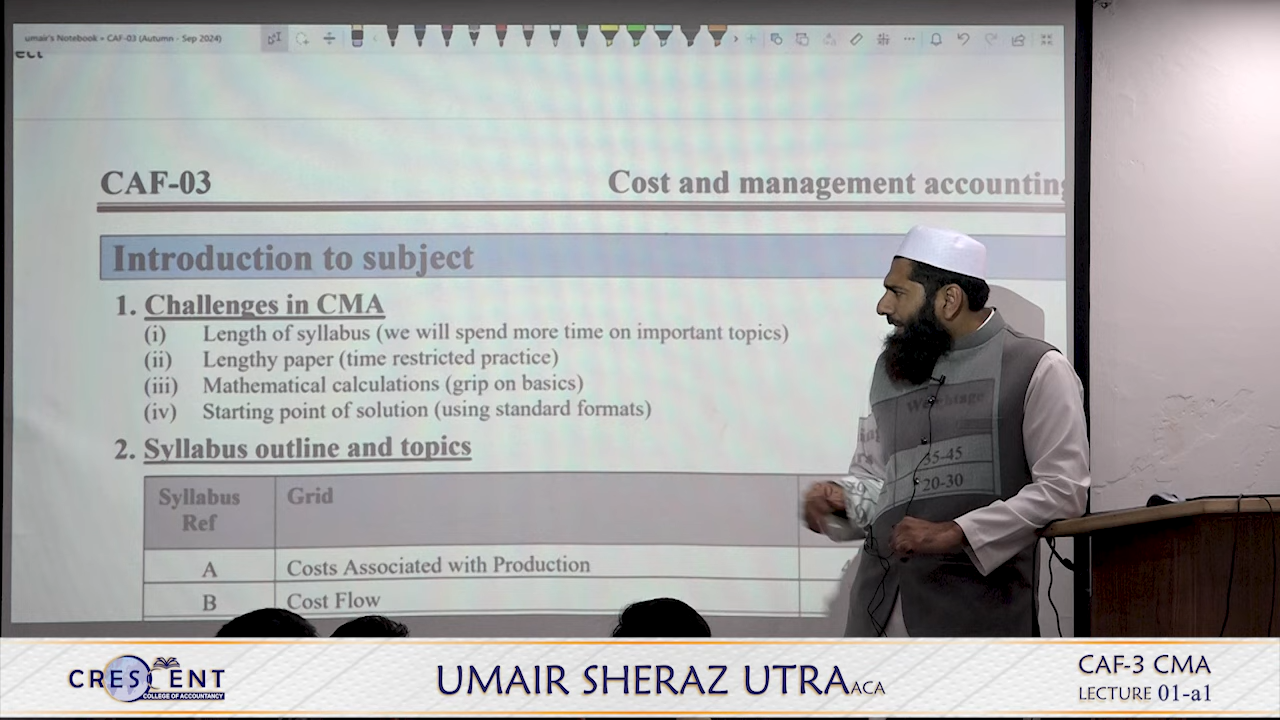 umair's Notebook » CAF-03 (Autumn - Sep 2024)
CAF-03 Cost and management accounting
Introduction to subject
1. Challenges in CMA
(i) Length of syllabus (we will spend more time on important topics)
(ii) Lengthy paper (time restricted practice)
(iii) Mathematical calculations (grip on basics)
(iv) Starting point of solution (using standard formats)
2. Syllabus outline and topics
Syllabus Ref Grid Weightage
A Costs Associated with Production 35-45
B Cost Flow 20-30
CRESCENT
COLLEGE OF ACCOUNTANCY
UMAIR SHERAZ UTRA ACA
CAF-3 CMA
LECTURE 01-a1